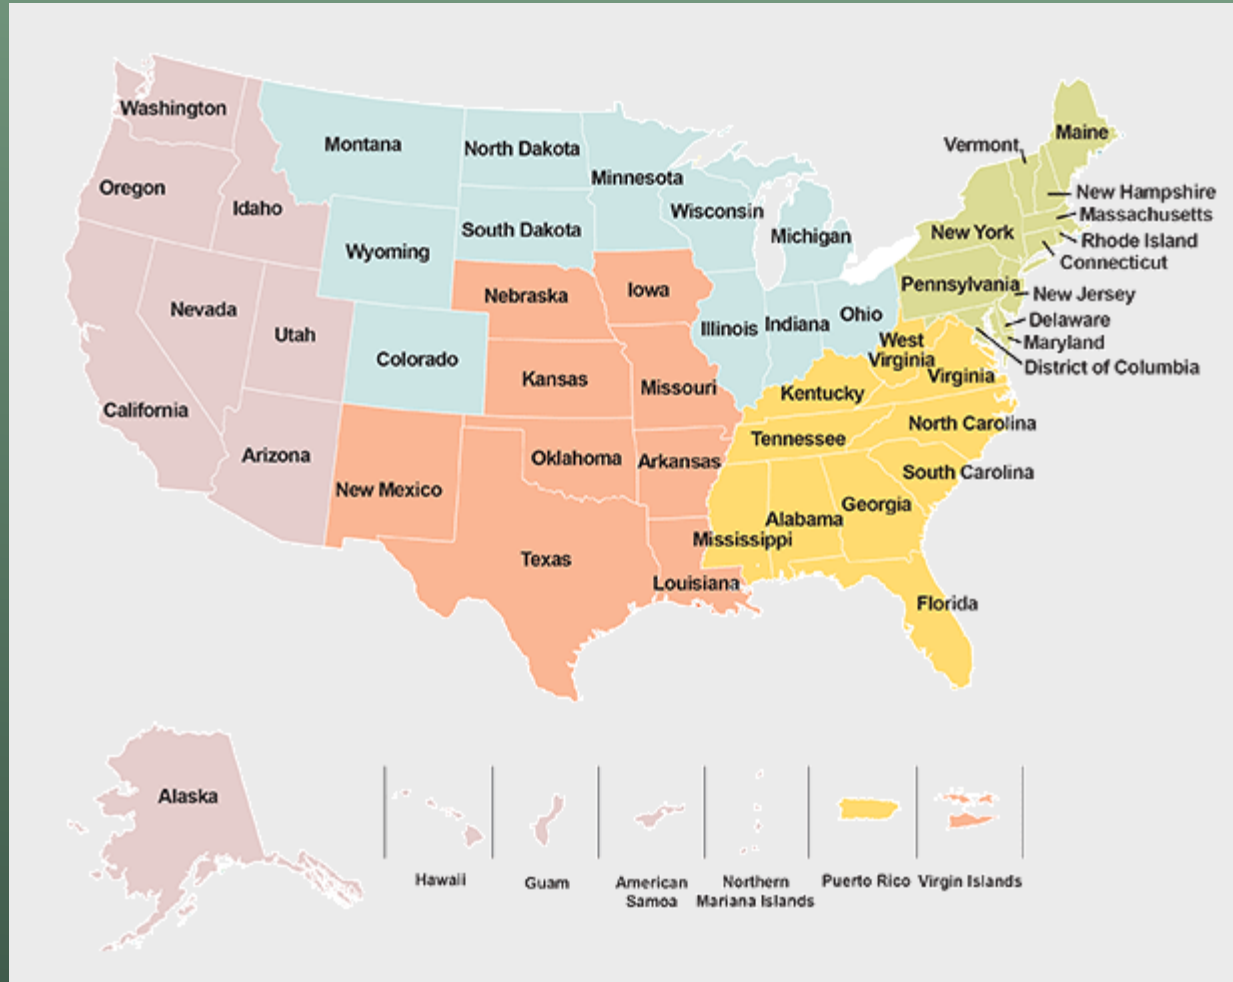 Washington
Montana
North Dakota
Minnesota
Maine
Vermont
Oregon
Idaho
Wisconsin
New Hampshire
Massachusetts
Wyoming
South Dakota
Michigan
New York
Rhode Island
Connecticut
Nevada
Nebraska
Iowa
Pennsylvania
New Jersey
Utah
Colorado
Illinois
Indiana
Ohio
Delaware
Maryland
West
Virginia
District of Columbia
California
Kansas
Missouri
Kentucky
Virginia
Arizona
Oklahoma
Arkansas
Tennessee
North Carolina
New Mexico
South Carolina
Texas
Mississippi
Alabama
Georgia
Louisiana
Florida
Alaska
Hawaii
Guam
American
Samoa
Northern
Mariana Islands
Puerto Rico
Virgin Islands